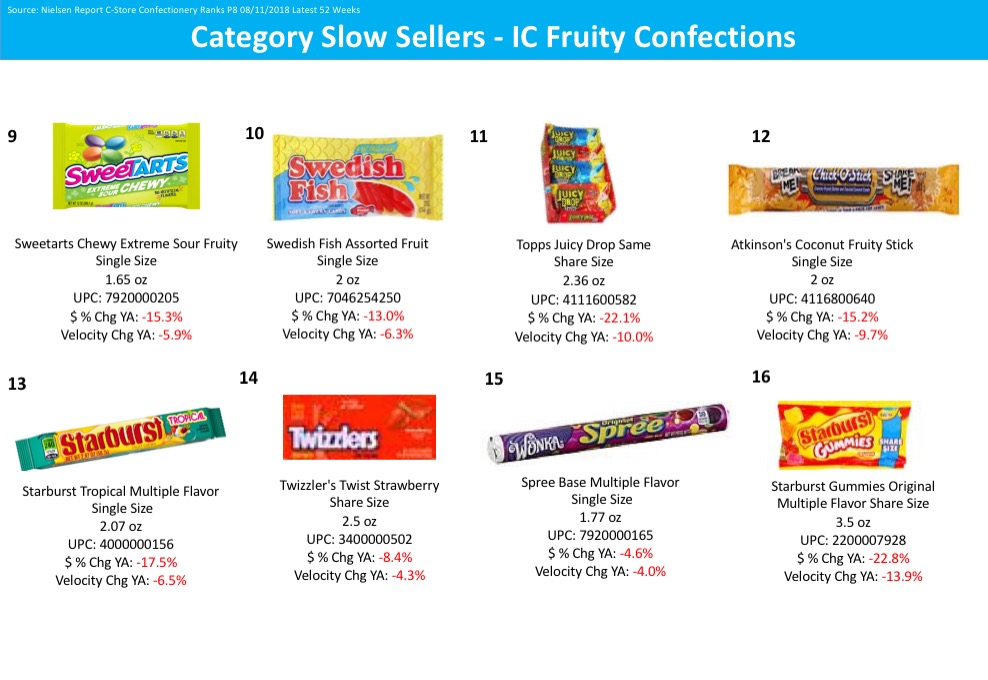 Source: Nielsen Report C-Store Confectionery Ranks P8 08/11/2018 Latest 52 Weeks
Category Slow Sellers - IC Fruity Confections
9
SweeTARTS
EXTREME SOUR CHEWY
Sweetarts Chewy Extreme Sour Fruity
Single Size
1.65 oz
UPC: 7920000205
$ % Chg YA: -15.3%
Velocity Chg YA: -5.9%
10
Swedish
Fish
Swedish Fish Assorted Fruit
Single Size
2 oz
UPC: 7046254250
$ % Chg YA: -13.0%
Velocity Chg YA: -6.3%
11
JUICY DROP
JUICY
JUICY
JUICY DROP
Topps Juicy Drop Same
Share Size
2.36 oz
UPC: 4111600582
$ % Chg YA: -22.1%
Velocity Chg YA: -10.0%
12
BREAK ME!
Chick-O-Stick
SHAKE ME!
Atkinson's Coconut Fruity Stick
Single Size
2 oz
UPC: 4116800640
$ % Chg YA: -15.2%
Velocity Chg YA: -9.7%
13
Starburst
TROPICAL
Starburst Tropical Multiple Flavor
Single Size
2.07 oz
UPC: 4000000156
$ % Chg YA: -17.5%
Velocity Chg YA: -6.5%
14
Twizzlers
Twizzler's Twist Strawberry
Share Size
2.5 oz
UPC: 3400000502
$ % Chg YA: -8.4%
Velocity Chg YA: -4.3%
15
WONKA
Original
Spree
Spree Base Multiple Flavor
Single Size
1.77 oz
UPC: 7920000165
$ % Chg YA: -4.6%
Velocity Chg YA: -4.0%
16
Starburst
GUMMIES
SHARE
SIZE
Starburst Gummies Original
Multiple Flavor Share Size
3.5 oz
UPC: 2200007928
$ % Chg YA: -22.8%
Velocity Chg YA: -13.9%